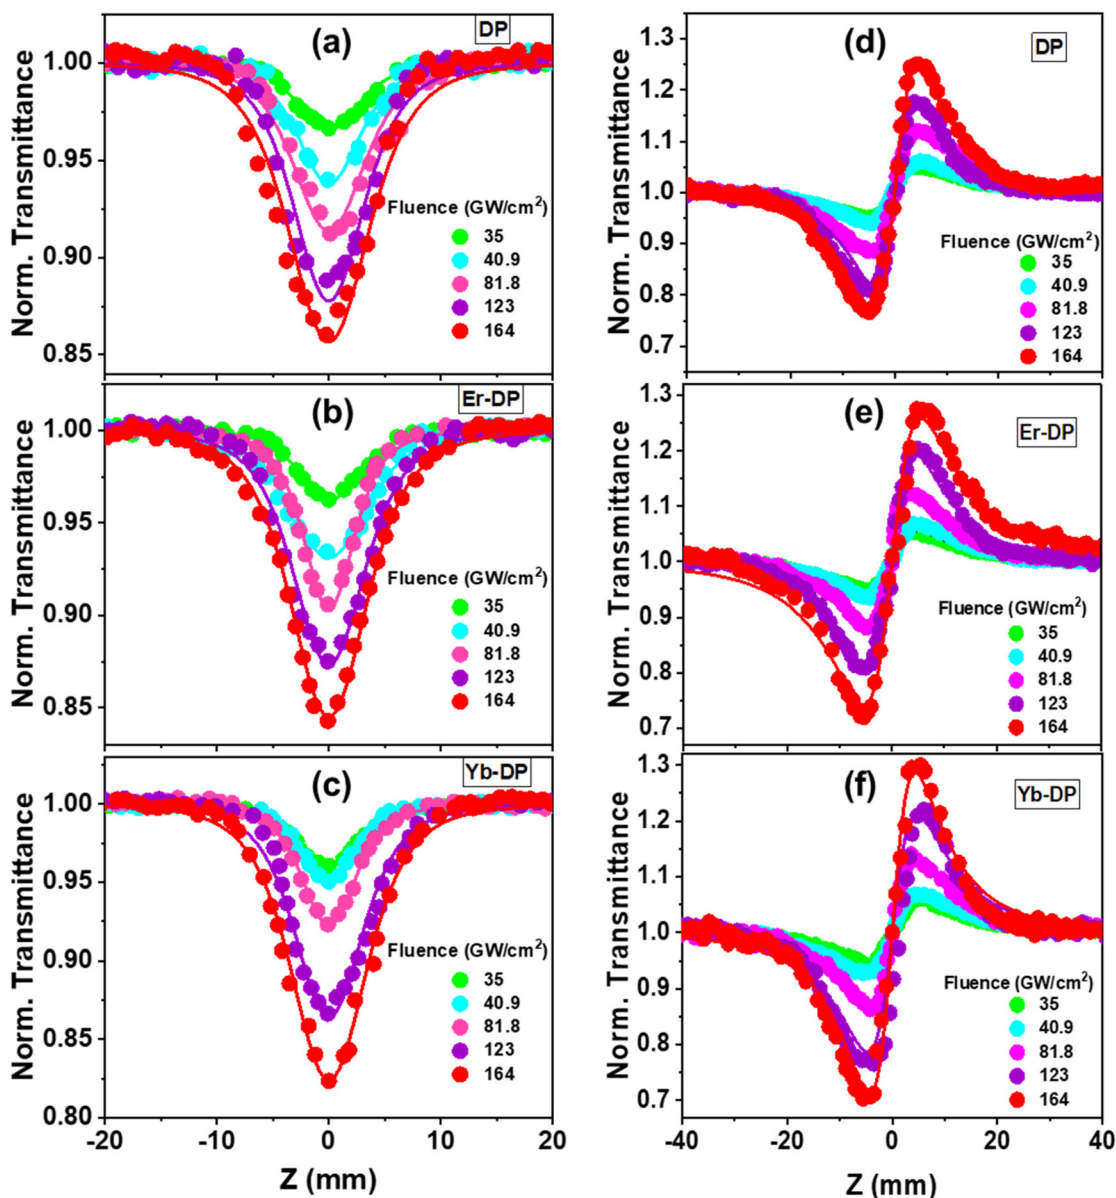 (a)
DP
1.00
0.95
0.90
0.85
Norm. Transmittance
Fluence (GW/cm²)
35
40.9
81.8
123
164
(d)
DP
1.3
1.2
1.1
1.0
0.9
0.8
0.7
Norm. Transmittance
Fluence (GW/cm²)
35
40.9
81.8
123
164
(b)
Er-DP
1.00
0.95
0.90
0.85
Norm. Transmittance
Fluence (GW/cm²)
35
40.9
81.8
123
164
(e)
Er-DP
1.3
1.2
1.1
1.0
0.9
0.8
0.7
Norm. Transmittance
Fluence (GW/cm²)
35
40.9
81.8
123
164
(c)
Yb-DP
1.00
0.95
0.90
0.85
0.80
Norm. Transmittance
Fluence (GW/cm²)
35
40.9
81.8
123
164
-20 -10 0 10 20
Z (mm)
(f)
Yb-DP
1.3
1.2
1.1
1.0
0.9
0.8
0.7
Norm. Transmittance
Fluence (GW/cm²)
35
40.9
81.8
123
164
-40 -20 0 20 40
Z (mm)